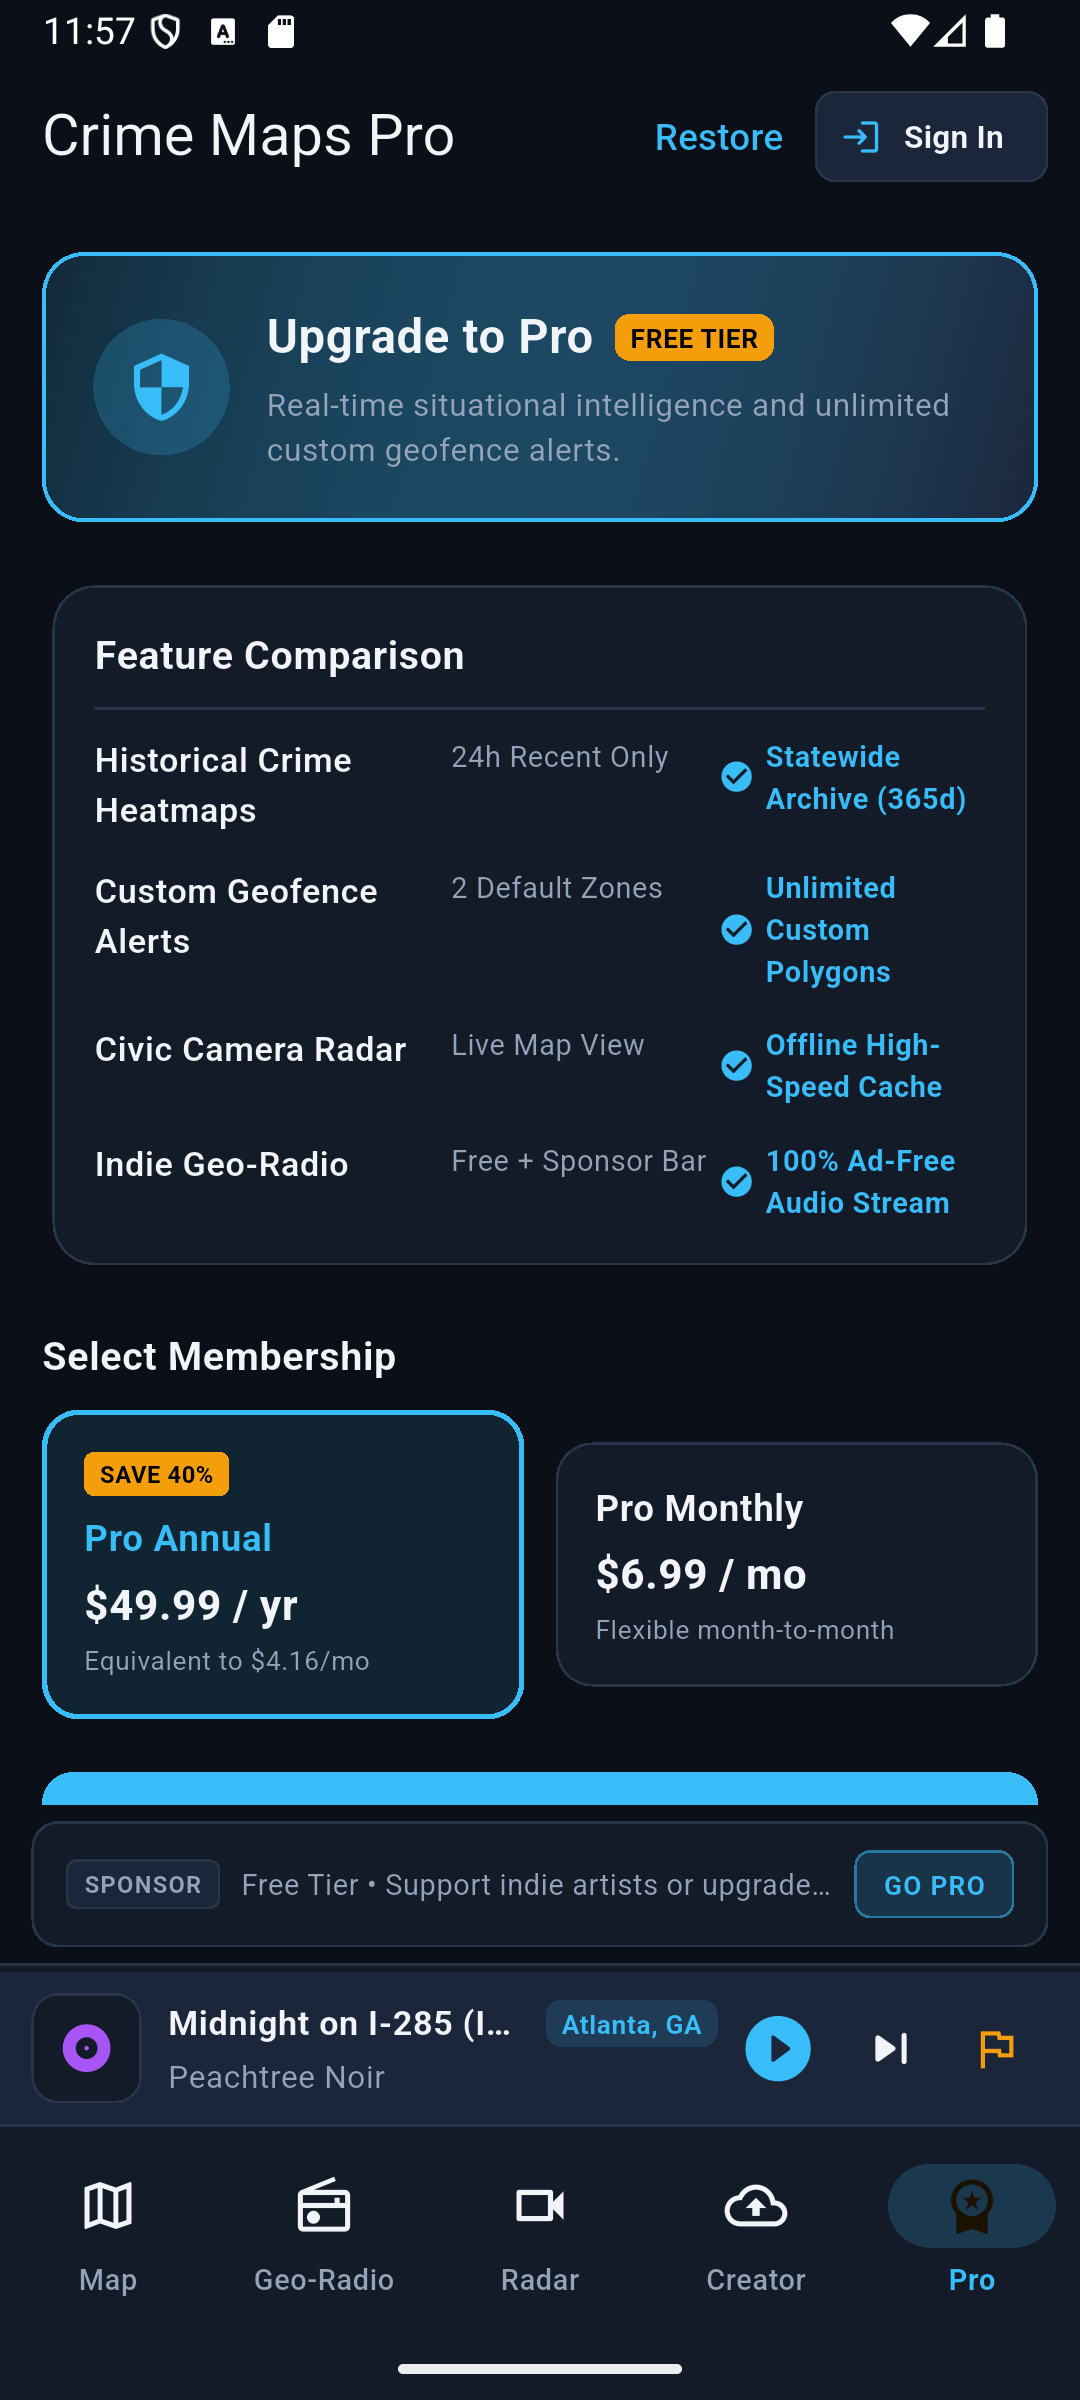 11:57
Crime Maps Pro
Restore
Sign In
Upgrade to Pro
FREE TIER
Real-time situational intelligence and unlimited
custom geofence alerts.
Feature Comparison
Historical Crime
Heatmaps
24h Recent Only
Statewide
Archive (365d)
Custom Geofence
Alerts
2 Default Zones
Unlimited
Custom
Polygons
Civic Camera Radar
Live Map View
Offline High-
Speed Cache
Indie Geo-Radio
Free + Sponsor Bar
100% Ad-Free
Audio Stream
Select Membership
SAVE 40%
Pro Annual
$49.99 / yr
Equivalent to $4.16/mo
Pro Monthly
$6.99 / mo
Flexible month-to-month
SPONSOR
Free Tier • Support indie artists or upgrade...
GO PRO
Midnight on I-285 (I...
Atlanta, GA
Peachtree Noir
Map
Geo-Radio
Radar
Creator
Pro